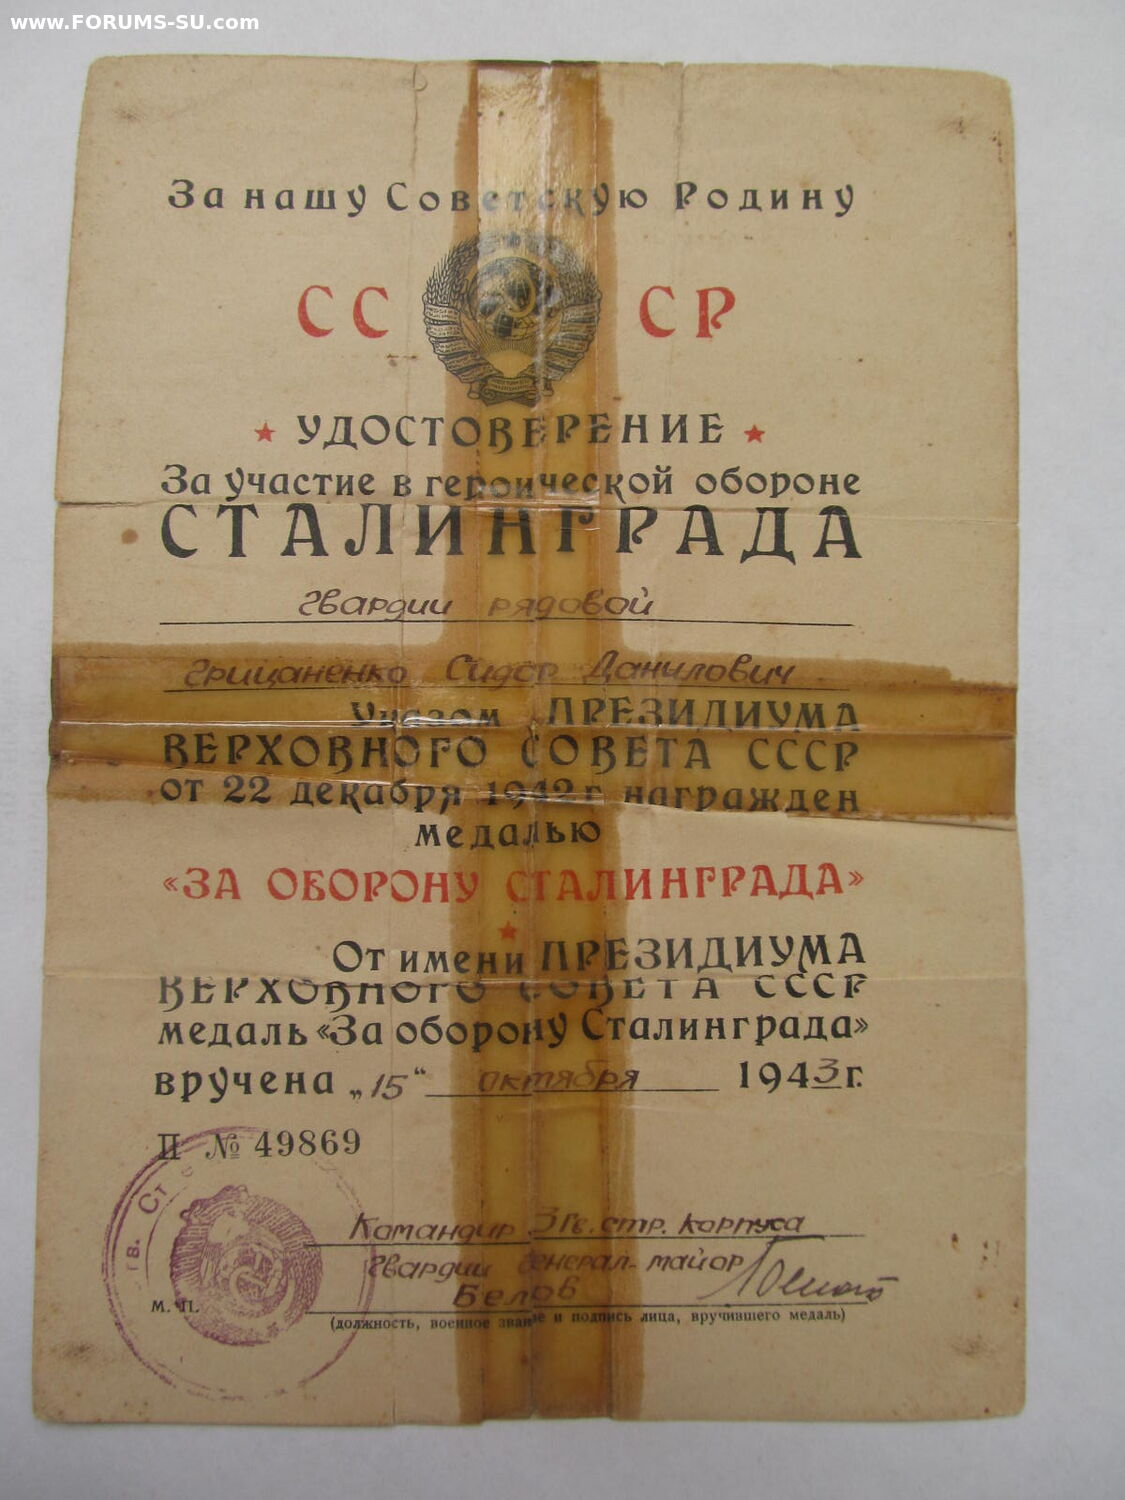 www.FORUMS-SU.com
За нашу Советскую Родину
СССР
УДОСТОВЕРЕНИЕ
За участие в героической обороне
СТАЛИНГРАДА
гвардии рядовой
Грицаненко Сидор Данилович
Указом ПРЕЗИДИУМА
ВЕРХОВНОГО СОВЕТА СССР
от 22 декабря 1942 г. награжден
медалью
«ЗА ОБОРОНУ СТАЛИНГРАДА»
От имени ПРЕЗИДИУМА
ВЕРХОВНОГО СОВЕТА СССР
медаль «За оборону Сталинграда»
вручена „15“ октября 1943 г.
П № 49869
Командир 3 Гв. стр. корпуса
гвардии генерал-майор
Белов
м. п.
(должность, военное звание и подпись лица, вручившего медаль)